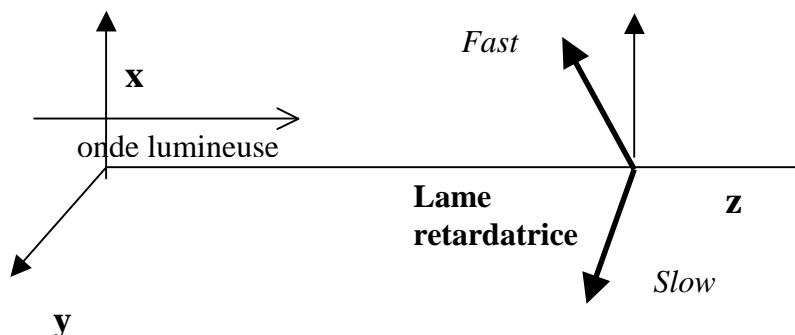 Fast
x
onde lumineuse
Lame
retardatrice
z
Slow
y